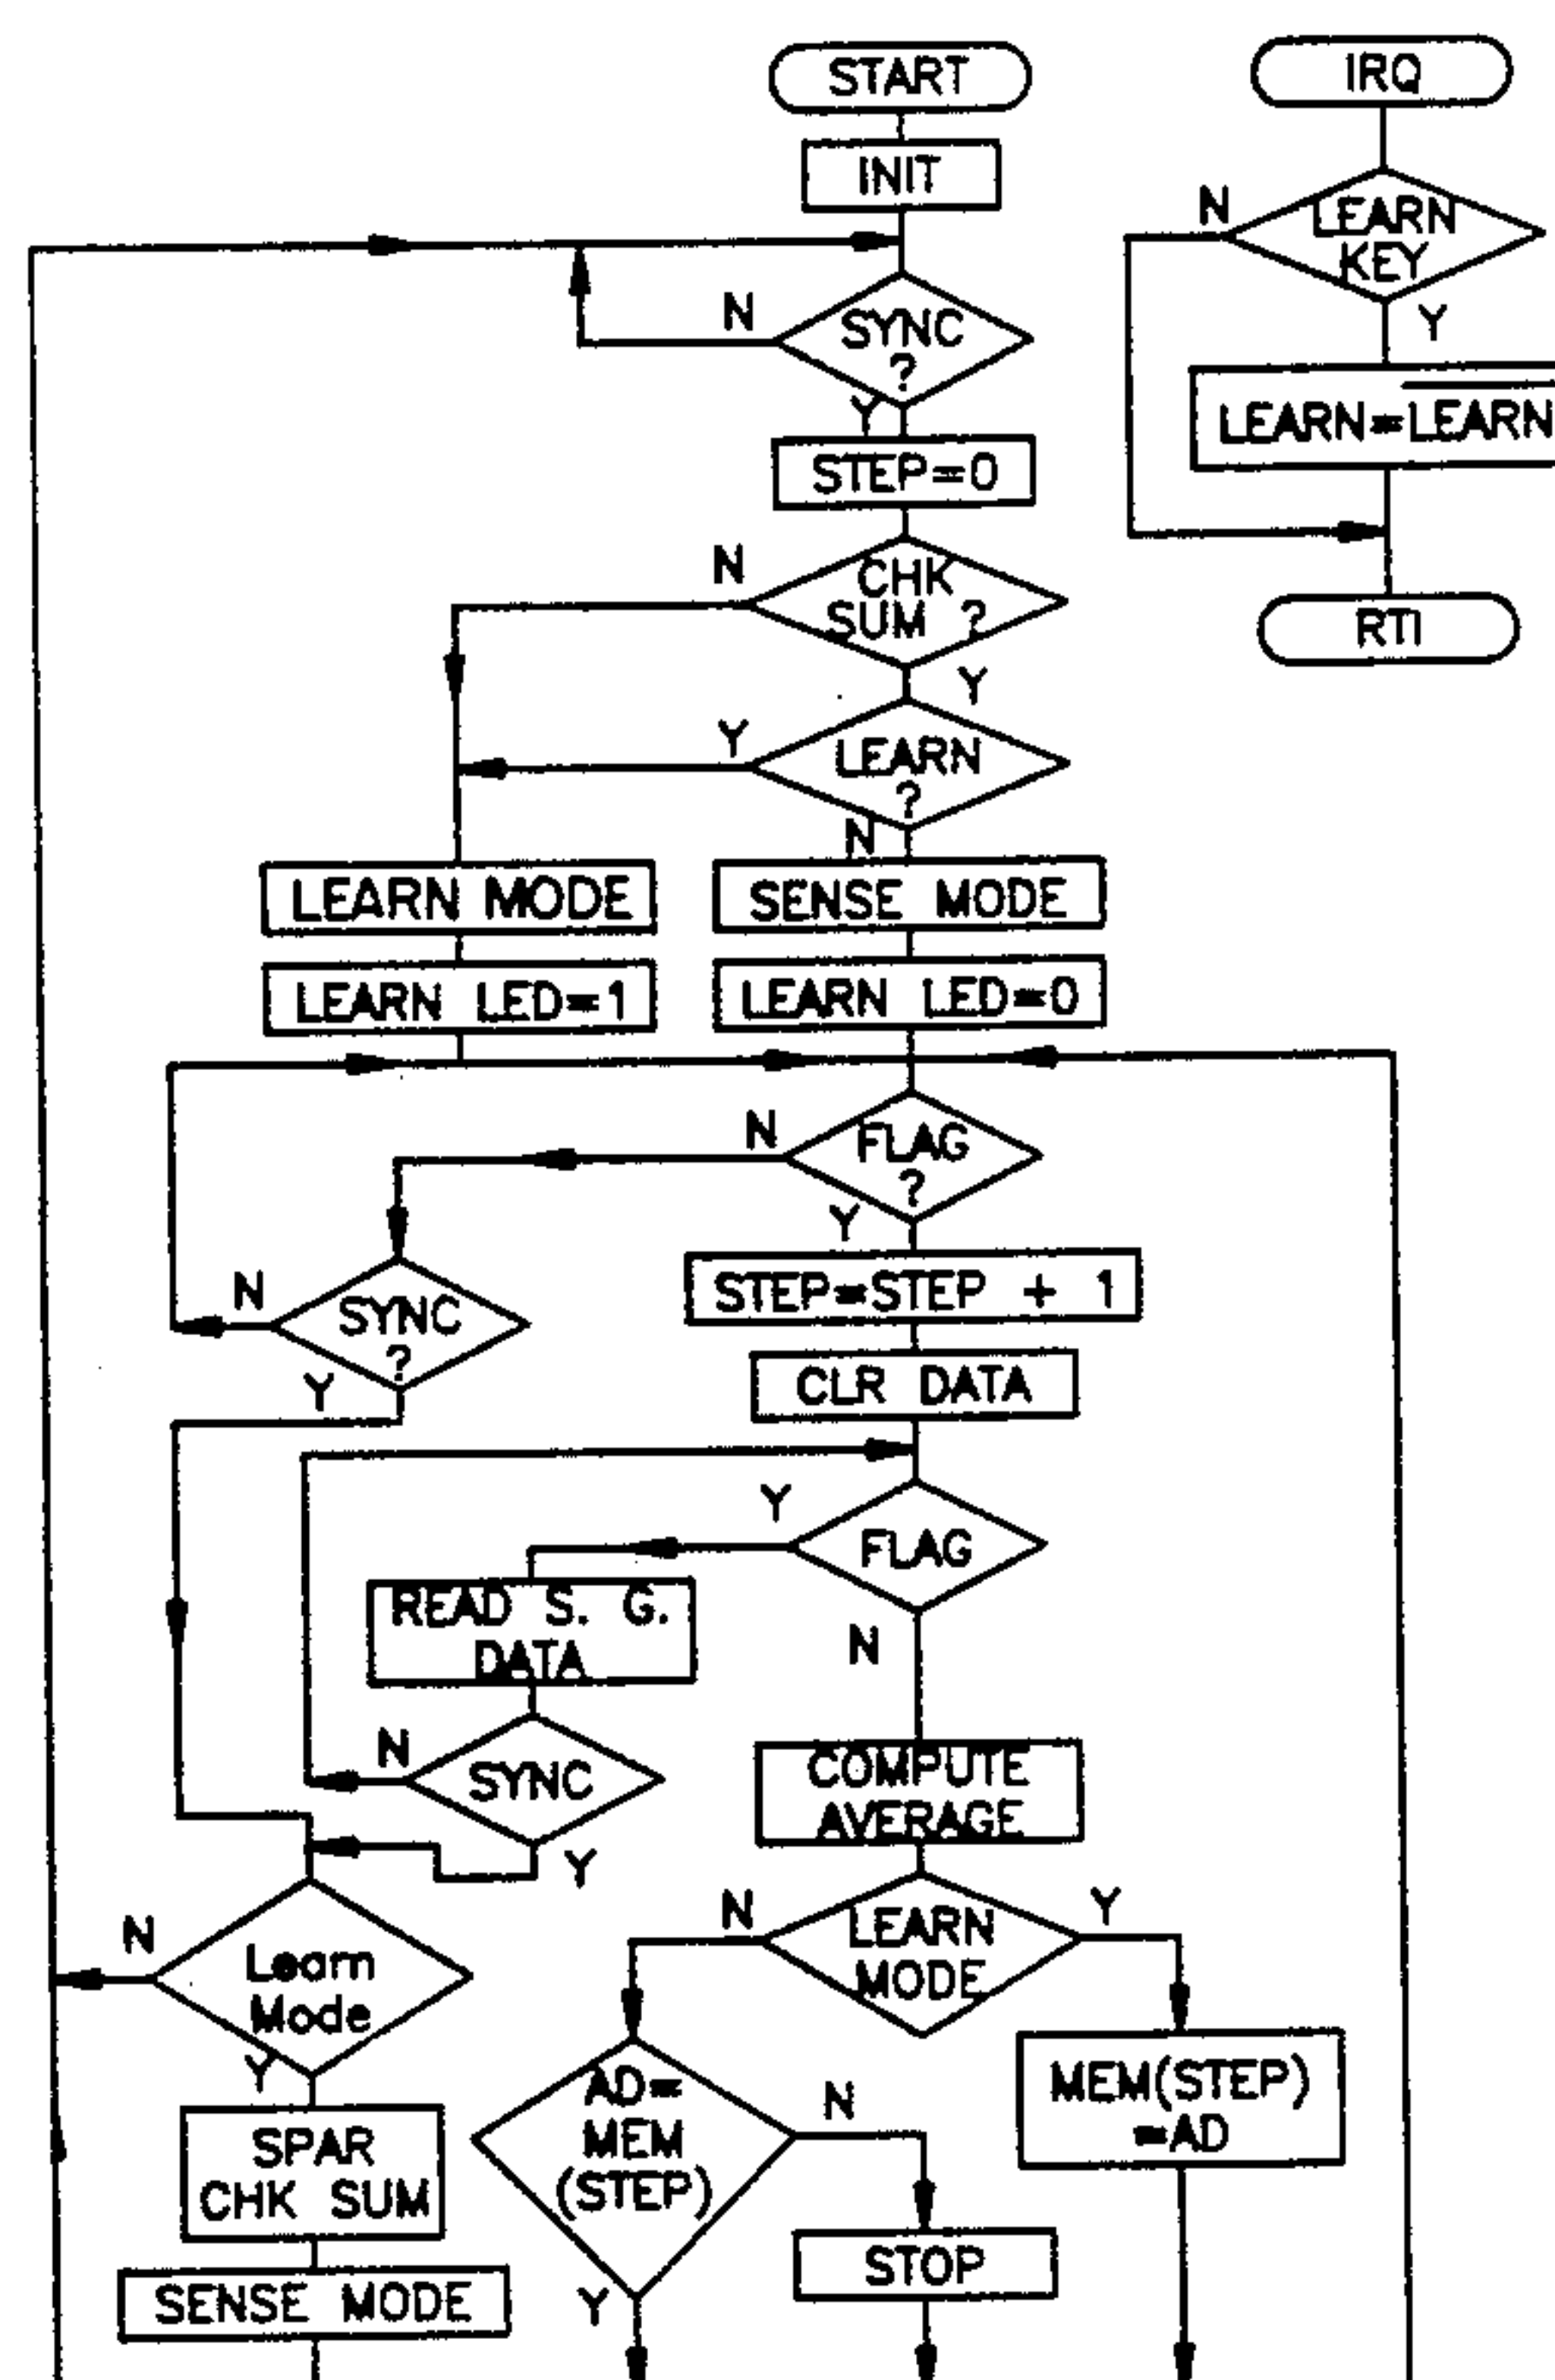 START
INIT
N
SYNC
?
Y
STEP=0
N
CHK
SUM ?
Y
Y
LEARN
?
N
LEARN MODE
SENSE MODE
LEARN LED=1
LEARN LED=0
N
FLAG
?
Y
STEP=STEP + 1
N
SYNC
?
Y
CLR DATA
Y
FLAG
N
READ S. G.
DATA
N
SYNC
Y
COMPUTE
AVERAGE
N
LEARN
MODE
Y
N
Learn
Mode
Y
AD=
MEM
(STEP)
N
Y
MEM(STEP)
=AD
SPAR
CHK SUM
STOP
SENSE MODE
IRQ
N
LEARN
KEY
Y
LEARN=LEARN
RTI